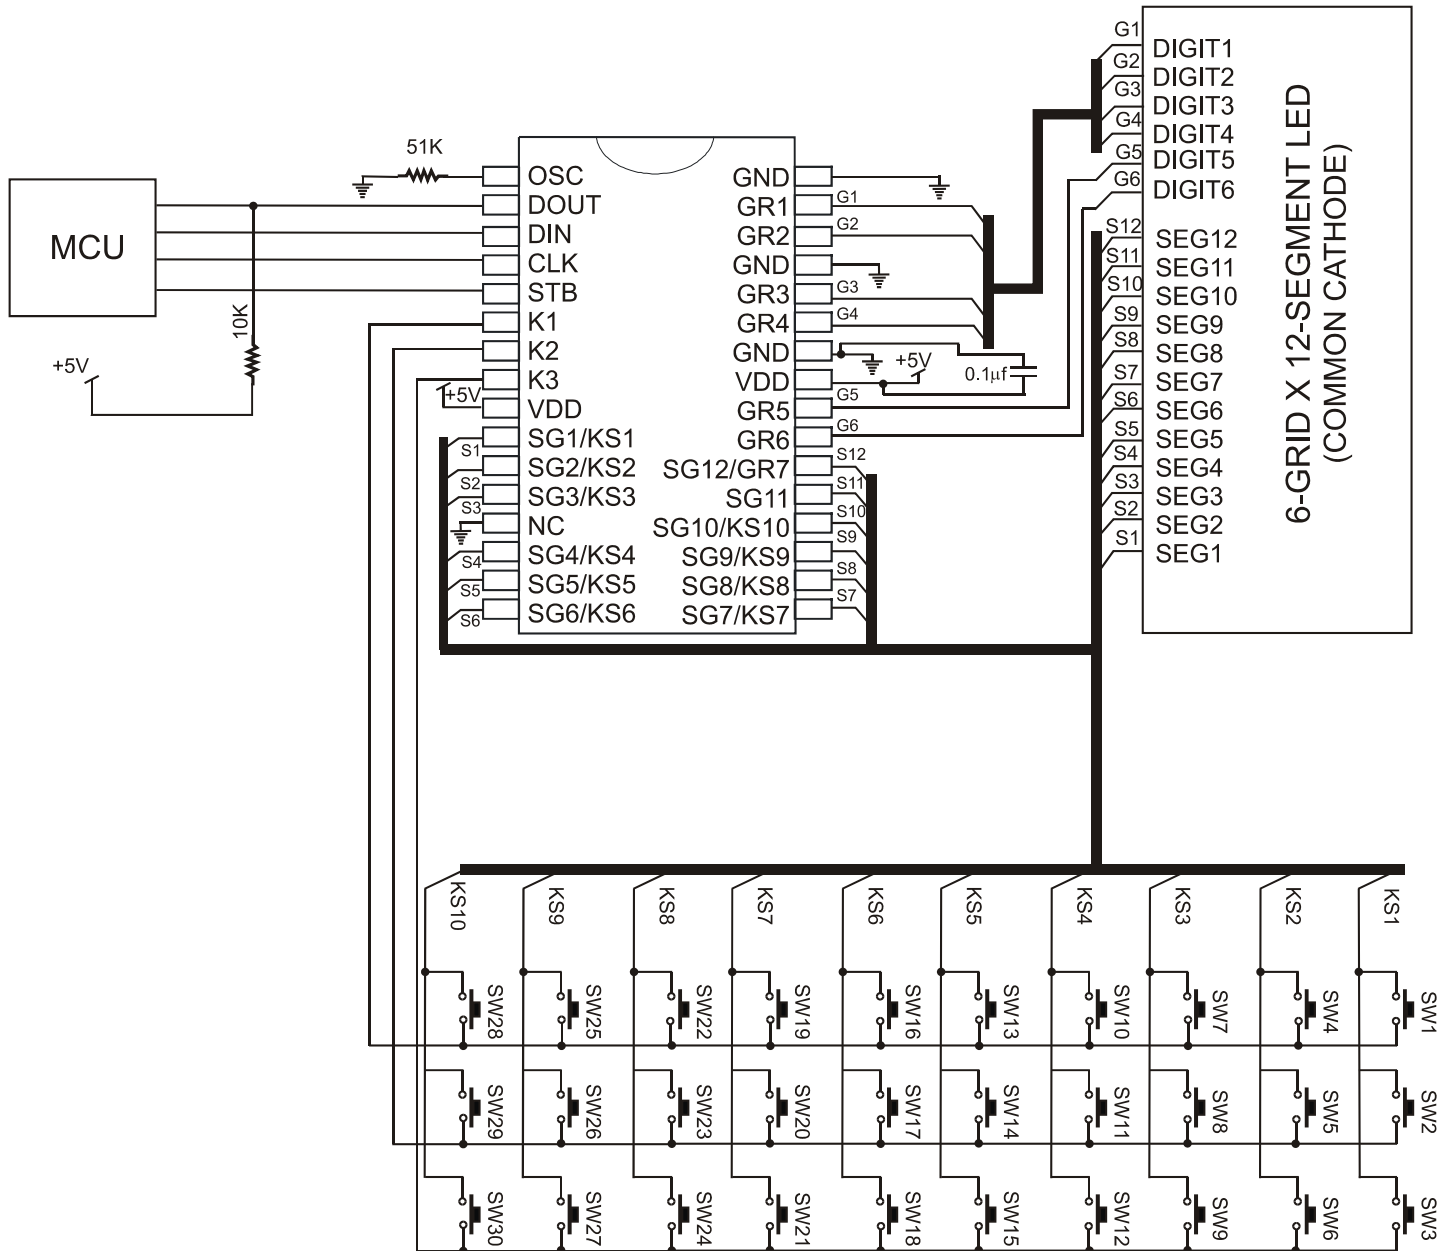 MCU
51K
10K
+5V
+5V
OSC
DOUT
DIN
CLK
STB
K1
K2
K3
VDD
SG1/KS1
SG2/KS2
SG3/KS3
NC
SG4/KS4
SG5/KS5
SG6/KS6
S1
S2
S3
S4
S5
S6
GND
GR1
GR2
GND
GR3
GR4
GND
VDD
GR5
GR6
SG12/GR7
SG11
SG10/KS10
SG9/KS9
SG8/KS8
SG7/KS7
G1
G2
G3
G4
+5V
0.1µf
G5
G6
S12
S11
S10
S9
S8
S7
G1
G2
G3
G4
G5
G6
S12
S11
S10
S9
S8
S7
S6
S5
S4
S3
S2
S1
DIGIT1
DIGIT2
DIGIT3
DIGIT4
DIGIT5
DIGIT6
SEG12
SEG11
SEG10
SEG9
SEG8
SEG7
SEG6
SEG5
SEG4
SEG3
SEG2
SEG1
6-GRID X 12-SEGMENT LED
(COMMON CATHODE)
KS10
KS9
KS8
KS7
KS6
KS5
KS4
KS3
KS2
KS1
SW28
SW25
SW22
SW19
SW16
SW13
SW10
SW7
SW4
SW1
SW29
SW26
SW23
SW20
SW17
SW14
SW11
SW8
SW5
SW2
SW30
SW27
SW24
SW21
SW18
SW15
SW12
SW9
SW6
SW3